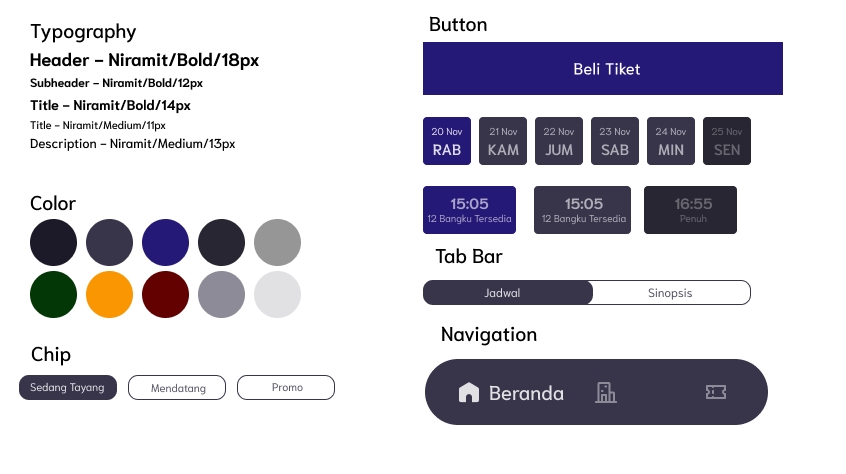 Typography
Header - Niramit/Bold/18px
Subheader - Niramit/Bold/12px
Title - Niramit/Bold/14px
Title - Niramit/Medium/11px
Description - Niramit/Medium/13px
Color
Chip
Sedang Tayang
Mendatang
Promo
Button
Beli Tiket
20 Nov
RAB
21 Nov
KAM
22 Nov
JUM
23 Nov
SAB
24 Nov
MIN
25 Nov
SEN
15:05
12 Bangku Tersedia
15:05
12 Bangku Tersedia
16:55
Penuh
Tab Bar
Jadwal
Sinopsis
Navigation
Beranda